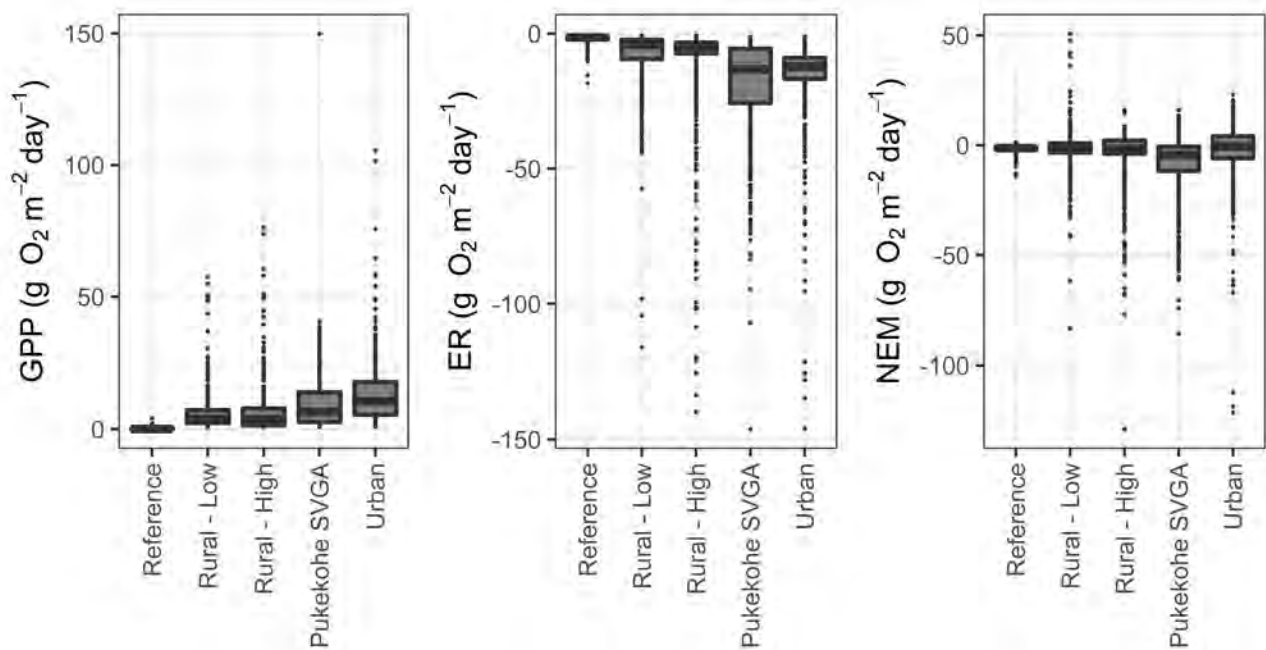 GPP (g O₂ m⁻² day⁻¹)
150
100
50
0
Reference
Rural - Low
Rural - High
Pukekohe SVGA
Urban
ER (g O₂ m⁻² day⁻¹)
0
-50
-100
-150
Reference
Rural - Low
Rural - High
Pukekohe SVGA
Urban
NEM (g O₂ m⁻² day⁻¹)
50
0
-50
-100
Reference
Rural - Low
Rural - High
Pukekohe SVGA
Urban